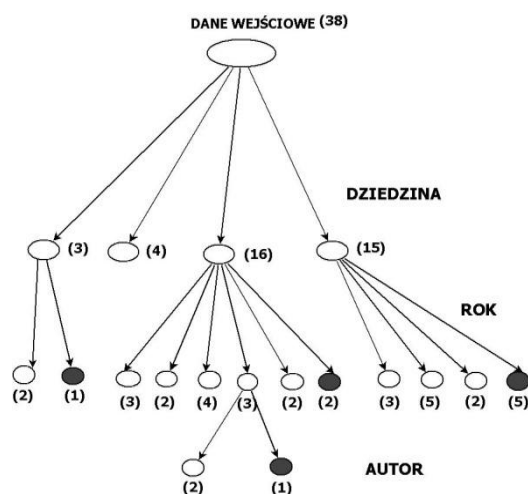 DANE WEJŚCIOWE (38)
DZIEDZINA
(3) (4) (16) (15)
ROK
(2) (1) (3) (2) (4) (3) (2) (2) (3) (5) (2) (5)
(2) (1) AUTOR